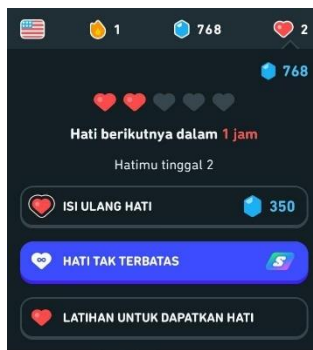 1 768 2
768
Hati berikutnya dalam 1 jam
Hatimu tinggal 2
ISI ULANG HATI 350
HATI TAK TERBATAS S
LATIHAN UNTUK DAPATKAN HATI